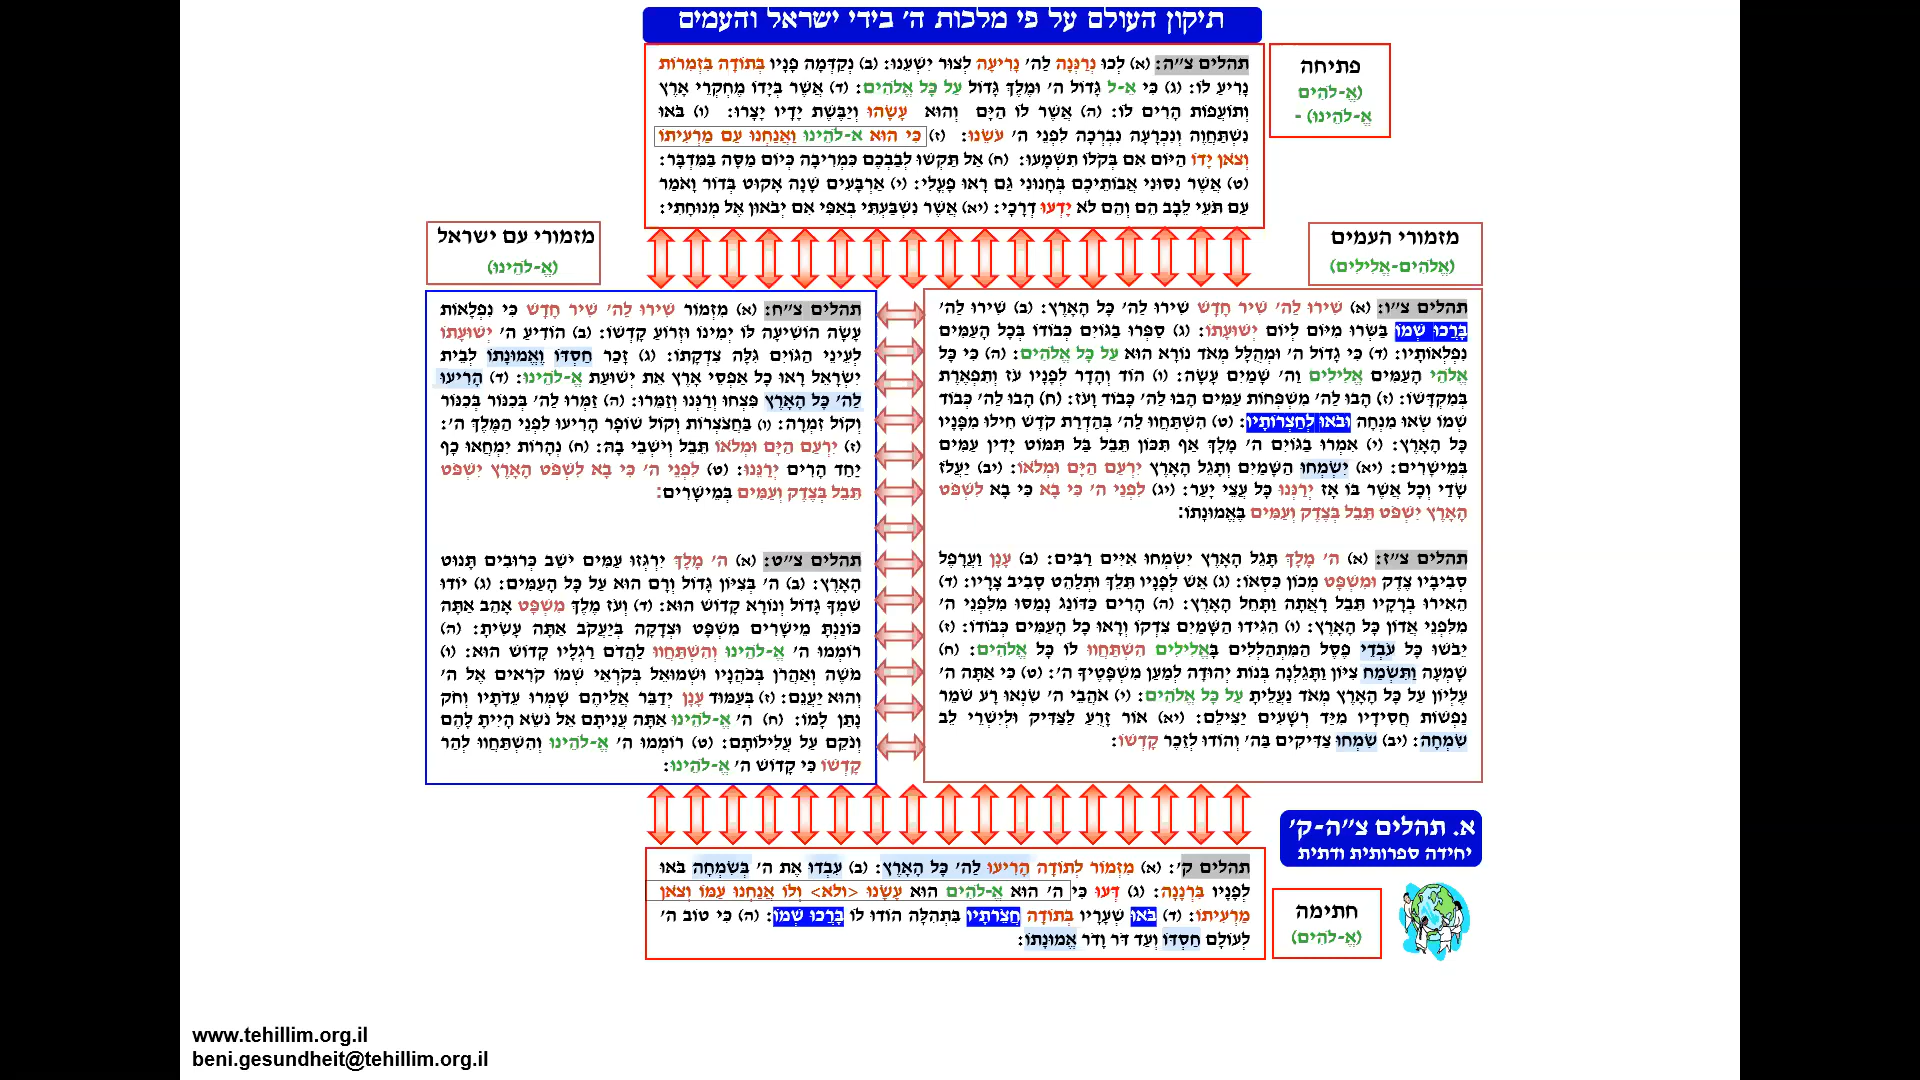 תיקון העולם על פי מלכות ה' בידי ישראל והעמים
תהלים צ"ה: (א) לְכוּ נְרַנְּנָה לַה' נָרִיעָה לְצוּר יִשְׁעֵנוּ: (ב) נְקַדְּמָה פָנָיו בְּתוֹדָה בִּזְמִרוֹת
נָרִיעַ לוֹ: (ג) כִּי אֵ-ל גָּדוֹל ה' וּמֶלֶךְ גָּדוֹל עַל כָּל אֱלֹהִים: (ד) אֲשֶׁר בְּיָדוֹ מֶחְקְרֵי אָרֶץ
וְתוֹעֲפוֹת הָרִים לוֹ: (ה) אֲשֶׁר לוֹ הַיָּם וְהוּא עָשָׂהוּ וְיַבֶּשֶׁת יָדָיו יָצָרוּ: (ו) בֹּאוּ
נִשְׁתַּחֲוֶה וְנִכְרָעָה נִבְרְכָה לִפְנֵי ה' עֹשֵׂנוּ: (ז) כִּי הוּא אֱ-לֹהֵינוּ וַאֲנַחְנוּ עַם מַרְעִיתוֹ
וְצֹאן יָדוֹ הַיּוֹם אִם בְּקֹלוֹ תִשְׁמָעוּ: (ח) אַל תַּקְשׁוּ לְבַבְכֶם כִּמְרִיבָה כְּיוֹם מַסָּה בַּמִּדְבָּר:
(ט) אֲשֶׁר נִסּוּנִי אֲבוֹתֵיכֶם בְּחָנוּנִי גַּם רָאוּ פָעֳלִי: (י) אַרְבָּעִים שָׁנָה אָקוּט בְּדוֹר וָאֹמַר
עַם תֹּעֵי לֵבָב הֵם וְהֵם לֹא יָדְעוּ דְרָכָי: (יא) אֲשֶׁר נִשְׁבַּעְתִּי בְאַפִּי אִם יְבֹאוּן אֶל מְנוּחָתִי:
פתיחה
(אֱ-לֹהִים
אֱ-לֹהֵינוּ) -
מזמורי העמים
(אֱלֹהִים-אֱלִילִים)
מזמורי עם ישראל
(אֱ-לֹהֵינוּ)
תהלים צ"ו: (א) שִׁירוּ לַה' שִׁיר חָדָשׁ שִׁירוּ לַה' כָּל הָאָרֶץ: (ב) שִׁירוּ לַה'
בָּרְכוּ שְׁמוֹ בַּשְּׂרוּ מִיּוֹם לְיוֹם יְשׁוּעָתוֹ: (ג) סַפְּרוּ בַגּוֹיִם כְּבוֹדוֹ בְּכָל הָעַמִּים
נִפְלְאוֹתָיו: (ד) כִּי גָדוֹל ה' וּמְהֻלָּל מְאֹד נוֹרָא הוּא עַל כָּל אֱלֹהִים: (ה) כִּי כָּל
אֱלֹהֵי הָעַמִּים אֱלִילִים וַה' שָׁמַיִם עָשָׂה: (ו) הוֹד וְהָדָר לְפָנָיו עֹז וְתִפְאֶרֶת
בְּמִקְדָּשׁוֹ: (ז) הָבוּ לַה' מִשְׁפְּחוֹת עַמִּים הָבוּ לַה' כָּבוֹד וָעֹז: (ח) הָבוּ לַה' כְּבוֹד
שְׁמוֹ שְׂאוּ מִנְחָה וּבֹאוּ לְחַצְרוֹתָיו: (ט) הִשְׁתַּחֲווּ לַה' בְּהַדְרַת קֹדֶשׁ חִילוּ מִפָּנָיו
כָּל הָאָרֶץ: (י) אִמְרוּ בַגּוֹיִם ה' מָלָךְ אַף תִּכּוֹן תֵּבֵל בַּל תִּמּוֹט יָדִין עַמִּים
בְּמֵישָׁרִים: (יא) יִשְׂמְחוּ הַשָּׁמַיִם וְתָגֵל הָאָרֶץ יִרְעַם הַיָּם וּמְלֹאוֹ: (יב) יַעֲלֹז
שָׂדַי וְכָל אֲשֶׁר בּוֹ אָז יְרַנְּנוּ כָּל עֲצֵי יָעַר: (יג) לִפְנֵי ה' כִּי בָא כִּי בָא לִשְׁפֹּט
הָאָרֶץ יִשְׁפֹּט תֵּבֵל בְּצֶדֶק וְעַמִּים בֶּאֱמוּנָתוֹ:
תהלים צ"ז: (א) ה' מָלָךְ תָּגֵל הָאָרֶץ יִשְׂמְחוּ אִיִּים רַבִּים: (ב) עָנָן וַעֲרָפֶל
סְבִיבָיו צֶדֶק וּמִשְׁפָּט מְכוֹן כִּסְאוֹ: (ג) אֵשׁ לְפָנָיו תֵּלֵךְ וּתְלַהֵט סָבִיב צָרָיו: (ד)
הֵאִירוּ בְרָקָיו תֵּבֵל רָאֲתָה וַתָּחֵל הָאָרֶץ: (ה) הָרִים כַּדּוֹנַג נָמַסּוּ מִלִּפְנֵי ה'
מִלִּפְנֵי אֲדוֹן כָּל הָאָרֶץ: (ו) הִגִּידוּ הַשָּׁמַיִם צִדְקוֹ וְרָאוּ כָל הָעַמִּים כְּבוֹדוֹ: (ז)
יֵבֹשׁוּ כָּל עֹבְדֵי פֶסֶל הַמִּתְהַלְלִים בָּאֱלִילִים הִשְׁתַּחֲווּ לוֹ כָּל אֱלֹהִים: (ח)
שָׁמְעָה וַתִּשְׂמַח צִיּוֹן וַתָּגֵלְנָה בְּנוֹת יְהוּדָה לְמַעַן מִשְׁפָּטֶיךָ ה': (ט) כִּי אַתָּה ה'
עֶלְיוֹן עַל כָּל הָאָרֶץ מְאֹד נַעֲלֵיתָ עַל כָּל אֱלֹהִים: (י) אֹהֲבֵי ה' שִׂנְאוּ רָע שֹׁמֵר
נַפְשׁוֹת חֲסִידָיו מִיַּד רְשָׁעִים יַצִּילֵם: (יא) אוֹר זָרֻעַ לַצַּדִּיק וּלְיִשְׁרֵי לֵב
שִׂמְחָה: (יב) שִׂמְחוּ צַדִּיקִים בַּה' וְהוֹדוּ לְזֵכֶר קָדְשׁוֹ:
תהלים צ"ח: (א) מִזְמוֹר שִׁירוּ לַה' שִׁיר חָדָשׁ כִּי נִפְלָאוֹת
עָשָׂה הוֹשִׁיעָה לּוֹ יְמִינוֹ וּזְרוֹעַ קָדְשׁוֹ: (ב) הוֹדִיעַ ה' יְשׁוּעָתוֹ
לְעֵינֵי הַגּוֹיִם גִּלָּה צִדְקָתוֹ: (ג) זָכַר חַסְדּוֹ וֶאֱמוּנָתוֹ לְבֵית
יִשְׂרָאֵל רָאוּ כָל אַפְסֵי אָרֶץ אֵת יְשׁוּעַת אֱ-לֹהֵינוּ: (ד) הָרִיעוּ
לַה' כָּל הָאָרֶץ פִּצְחוּ וְרַנְּנוּ וְזַמֵּרוּ: (ה) זַמְּרוּ לַה' בְּכִנּוֹר בְּכִנּוֹר
וְקוֹל זִמְרָה: (ו) בַּחֲצֹצְרוֹת וְקוֹל שׁוֹפָר הָרִיעוּ לִפְנֵי הַמֶּלֶךְ ה':
(ז) יִרְעַם הַיָּם וּמְלֹאוֹ תֵּבֵל וְיֹשְׁבֵי בָהּ: (ח) נְהָרוֹת יִמְחֲאוּ כָף
יַחַד הָרִים יְרַנֵּנוּ: (ט) לִפְנֵי ה' כִּי בָא לִשְׁפֹּט הָאָרֶץ יִשְׁפֹּט
תֵּבֵל בְּצֶדֶק וְעַמִּים בְּמֵישָׁרִים:
תהלים צ"ט: (א) ה' מָלָךְ יִרְגְּזוּ עַמִּים יֹשֵׁב כְּרוּבִים תָּנוּט
הָאָרֶץ: (ב) ה' בְּצִיּוֹן גָּדוֹל וְרָם הוּא עַל כָּל הָעַמִּים: (ג) יוֹדוּ
שִׁמְךָ גָּדוֹל וְנוֹרָא קָדוֹשׁ הוּא: (ד) וְעֹז מֶלֶךְ מִשְׁפָּט אָהֵב אַתָּה
כּוֹנַנְתָּ מֵישָׁרִים מִשְׁפָּט וּצְדָקָה בְּיַעֲקֹב אַתָּה עָשִׂיתָ: (ה)
רוֹמְמוּ ה' אֱ-לֹהֵינוּ וְהִשְׁתַּחֲווּ לַהֲדֹם רַגְלָיו קָדוֹשׁ הוּא: (ו)
מֹשֶׁה וְאַהֲרֹן בְּכֹהֲנָיו וּשְׁמוּאֵל בְּקֹרְאֵי שְׁמוֹ קֹרִאים אֶל ה'
וְהוּא יַעֲנֵם: (ז) בְּעַמּוּד עָנָן יְדַבֵּר אֲלֵיהֶם שָׁמְרוּ עֵדֹתָיו וְחֹק
נָתַן לָמוֹ: (ח) ה' אֱ-לֹהֵינוּ אַתָּה עֲנִיתָם אֵל נֹשֵׂא הָיִיתָ לָהֶם
וְנֹקֵם עַל עֲלִילוֹתָם: (ט) רוֹמְמוּ ה' אֱ-לֹהֵינוּ וְהִשְׁתַּחֲווּ לְהַר
קָדְשׁוֹ כִּי קָדוֹשׁ ה' אֱ-לֹהֵינוּ:
א. תהלים צ"ה-ק'
יחידה ספרותית ודתית
תהלים ק': (א) מִזְמוֹר לְתוֹדָה הָרִיעוּ לַה' כָּל הָאָרֶץ: (ב) עִבְדוּ אֶת ה' בְּשִׂמְחָה בֹּאוּ
לְפָנָיו בִּרְנָנָה: (ג) דְּעוּ כִּי ה' הוּא אֱ-לֹהִים הוּא עָשָׂנוּ <ולא> וְלוֹ אֲנַחְנוּ עַמּוֹ וְצֹאן
מַרְעִיתוֹ: (ד) בֹּאוּ שְׁעָרָיו בְּתוֹדָה חֲצֵרֹתָיו בִּתְהִלָּה הוֹדוּ לוֹ בָּרְכוּ שְׁמוֹ: (ה) כִּי טוֹב ה'
לְעוֹלָם חַסְדּוֹ וְעַד דֹּר וָדֹר אֱמוּנָתוֹ:
חתימה
(אֱ-לֹהִים)
www.tehillim.org.il
beni.gesundheit@tehillim.org.il